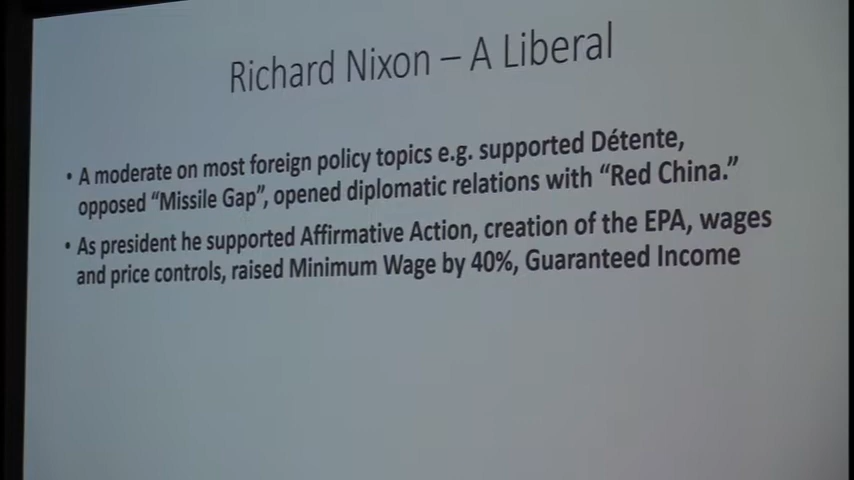 Richard Nixon – A Liberal
• A moderate on most foreign policy topics e.g. supported Détente,
opposed “Missile Gap”, opened diplomatic relations with “Red China.”
• As president he supported Affirmative Action, creation of the EPA, wages
and price controls, raised Minimum Wage by 40%, Guaranteed Income